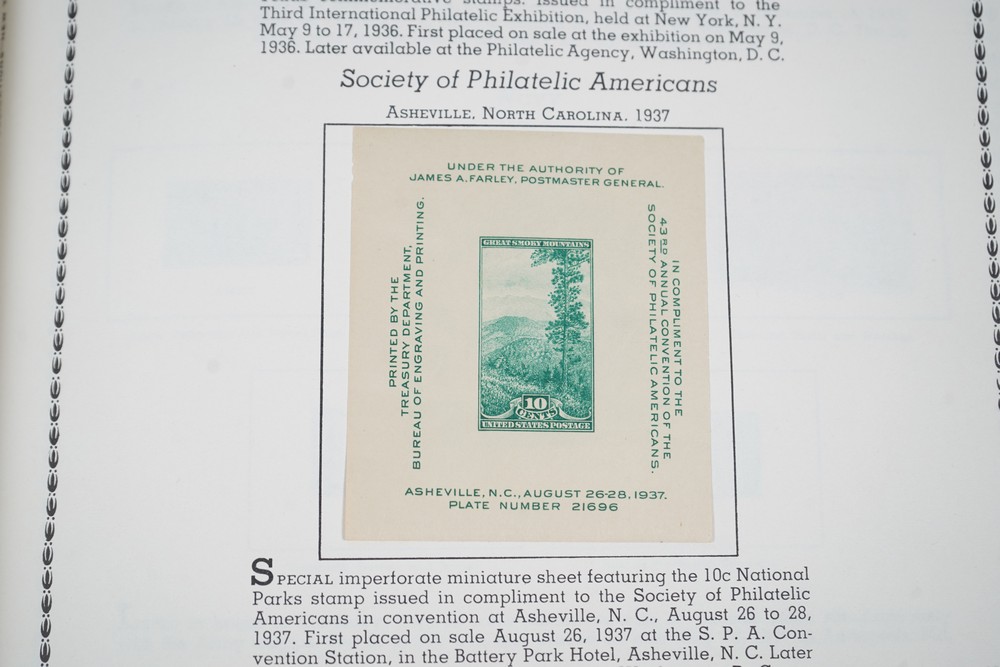 commemorative stamps. Issued in compliment to the
Third International Philatelic Exhibition, held at New York, N. Y.
May 9 to 17, 1936. First placed on sale at the exhibition on May 9,
1936. Later available at the Philatelic Agency, Washington, D. C.
Society of Philatelic Americans
ASHEVILLE, NORTH CAROLINA. 1937
UNDER THE AUTHORITY OF
JAMES A. FARLEY, POSTMASTER GENERAL.
PRINTED BY THE
TREASURY DEPARTMENT,
BUREAU OF ENGRAVING AND PRINTING.
GREAT SMOKY MOUNTAINS
10
CENTS
UNITED STATES POSTAGE
IN COMPLIMENT TO THE
43RD ANNUAL CONVENTION OF THE
SOCIETY OF PHILATELIC AMERICANS.
ASHEVILLE, N.C., AUGUST 26-28, 1937.
PLATE NUMBER 21696
SPECIAL imperforate miniature sheet featuring the 10c National
Parks stamp issued in compliment to the Society of Philatelic
Americans in convention at Asheville, N. C., August 26 to 28,
1937. First placed on sale August 26, 1937 at the S. P. A. Con-
vention Station, in the Battery Park Hotel, Asheville, N. C. Later